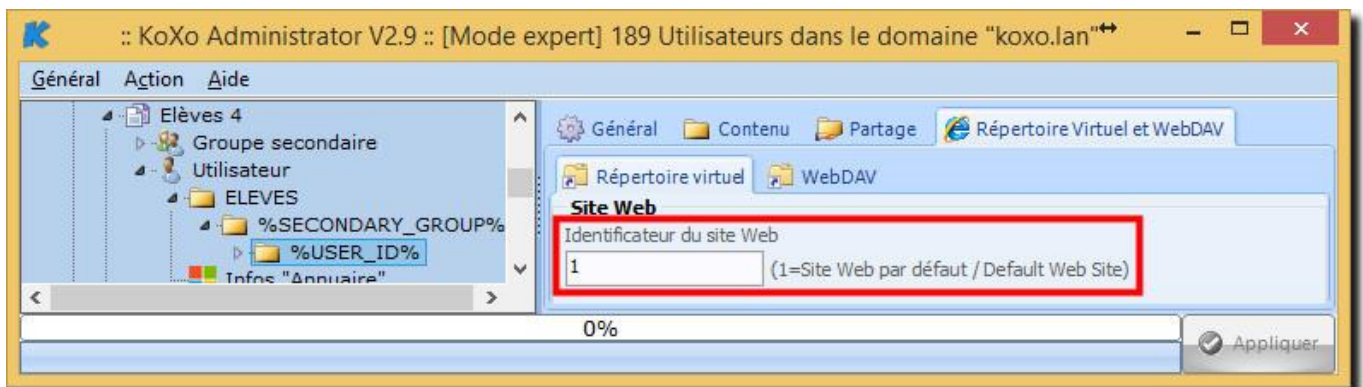 :: KoXo Administrator V2.9 :: [Mode expert] 189 Utilisateurs dans le domaine "koxo.lan"
Général Action Aide
Elèves 4
Groupe secondaire
Utilisateur
ELEVES
%SECONDARY_GROUP%
%USER_ID%
Infos "Annuaire"
Général Contenu Partage Répertoire Virtuel et WebDAV
Répertoire virtuel WebDAV
Site Web
Identificateur du site Web
1 (1=Site Web par défaut / Default Web Site)
0%
Appliquer